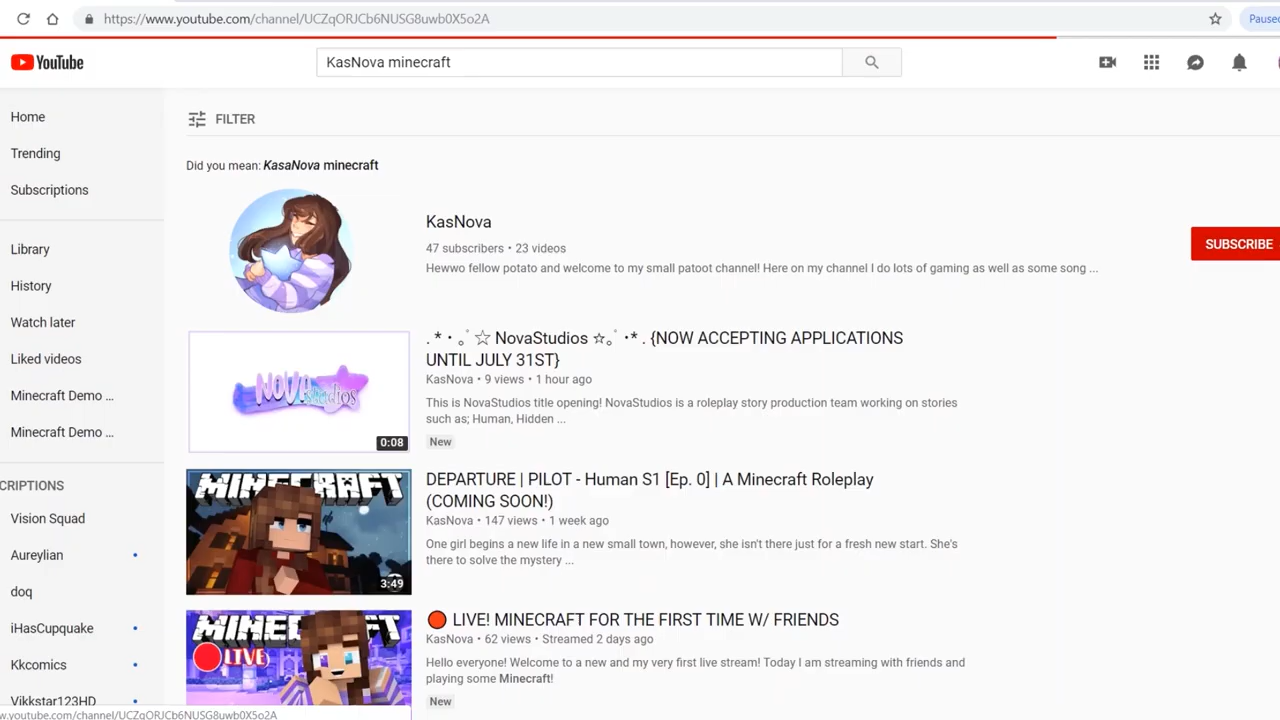 https://www.youtube.com/channel/UCZqORJCb6NUSG8uwb0X5o2A
Paused
YouTube
KasNova minecraft
Home
Trending
Subscriptions
Library
History
Watch later
Liked videos
Minecraft Demo ...
Minecraft Demo ...
CRIPTIONS
Vision Squad
Aureylian
doq
iHasCupquake
Kkcomics
Vikkstar123HD
w.youtube.com/channel/UCZqORJCb6NUSG8uwb0X5o2A
FILTER
Did you mean: KasaNova minecraft
KasNova
47 subscribers • 23 videos
Hewwo fellow potato and welcome to my small patoot channel! Here on my channel I do lots of gaming as well as some song ...
SUBSCRIBE
NOVA
studios
0:08
. * ・ 。゚☆ NovaStudios ☆。゚ ·* . {NOW ACCEPTING APPLICATIONS
UNTIL JULY 31ST}
KasNova • 9 views • 1 hour ago
This is NovaStudios title opening! NovaStudios is a roleplay story production team working on stories
such as; Human, Hidden ...
New
MINECRAFT
3:49
DEPARTURE | PILOT - Human S1 [Ep. 0] | A Minecraft Roleplay
(COMING SOON!)
KasNova • 147 views • 1 week ago
One girl begins a new life in a new small town, however, she isn't there just for a fresh new start. She's
there to solve the mystery ...
MINECRAFT
LIVE
🔴 LIVE! MINECRAFT FOR THE FIRST TIME W/ FRIENDS
KasNova • 62 views • Streamed 2 days ago
Hello everyone! Welcome to a new and my very first live stream! Today I am streaming with friends and
playing some Minecraft!
New